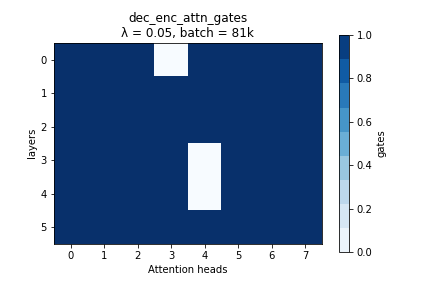 dec_enc_attn_gates
λ = 0.05, batch = 81k
layers
0
1
2
3
4
5
0 1 2 3 4 5 6 7
Attention heads
1.0
0.8
0.6
0.4
0.2
0.0
gates